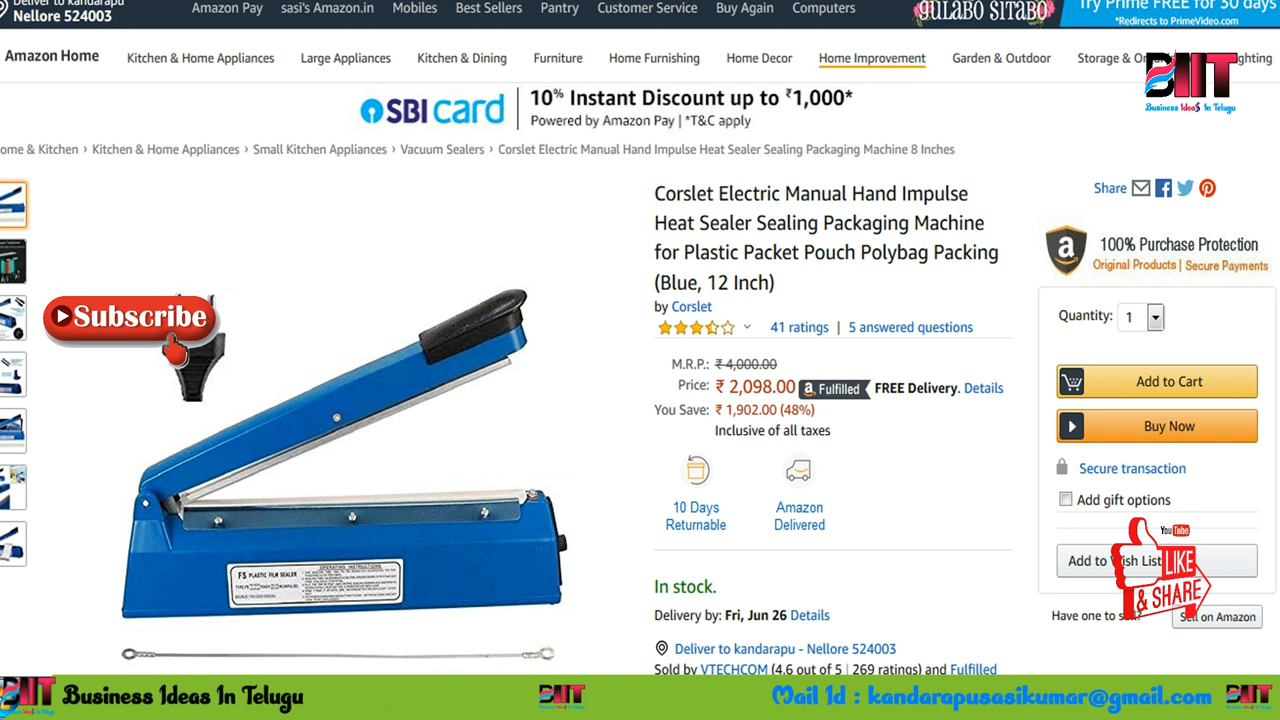 Deliver to kandarapu
Nellore 524003
Amazon Pay sasi's Amazon.in Mobiles Best Sellers Pantry Customer Service Buy Again Computers
GULABO SITABO
Try Prime FREE for 30 days
*Redirects to PrimeVideo.com
Amazon Home Kitchen & Home Appliances Large Appliances Kitchen & Dining Furniture Home Furnishing Home Decor Home Improvement Garden & Outdoor Storage &
BIIT
Business Ideas In Telugu
SBI card 10% Instant Discount up to ₹1,000*
Powered by Amazon Pay | *T&C apply
ome & Kitchen › Kitchen & Home Appliances › Small Kitchen Appliances › Vacuum Sealers › Corslet Electric Manual Hand Impulse Heat Sealer Sealing Packaging Machine 8 Inches
Corslet Electric Manual Hand Impulse
Heat Sealer Sealing Packaging Machine
for Plastic Packet Pouch Polybag Packing
(Blue, 12 Inch)
by Corslet
41 ratings | 5 answered questions
M.R.P.: ₹ 4,000.00
Price: ₹ 2,098.00 a Fulfilled FREE Delivery. Details
You Save: ₹ 1,902.00 (48%)
Inclusive of all taxes
10 Days
Returnable
Amazon
Delivered
In stock.
Delivery by: Fri, Jun 26 Details
Deliver to kandarapu - Nellore 524003
Sold by VTECHCOM (4.6 out of 5 | 269 ratings) and Fulfilled
Share
100% Purchase Protection
Original Products | Secure Payments
Quantity: 1
Add to Cart
Buy Now
Secure transaction
Add gift options
YouTube
Add to Wish List
LIKE
& SHARE
Have one to
Sell on Amazon
Subscribe
FS PLASTIC FILM SEALER
OPERATING INSTRUCTIONS
BIIT Business Ideas In Telugu
BIIT
Mail Id : kandarapusasikumar@gmail.com
BIIT